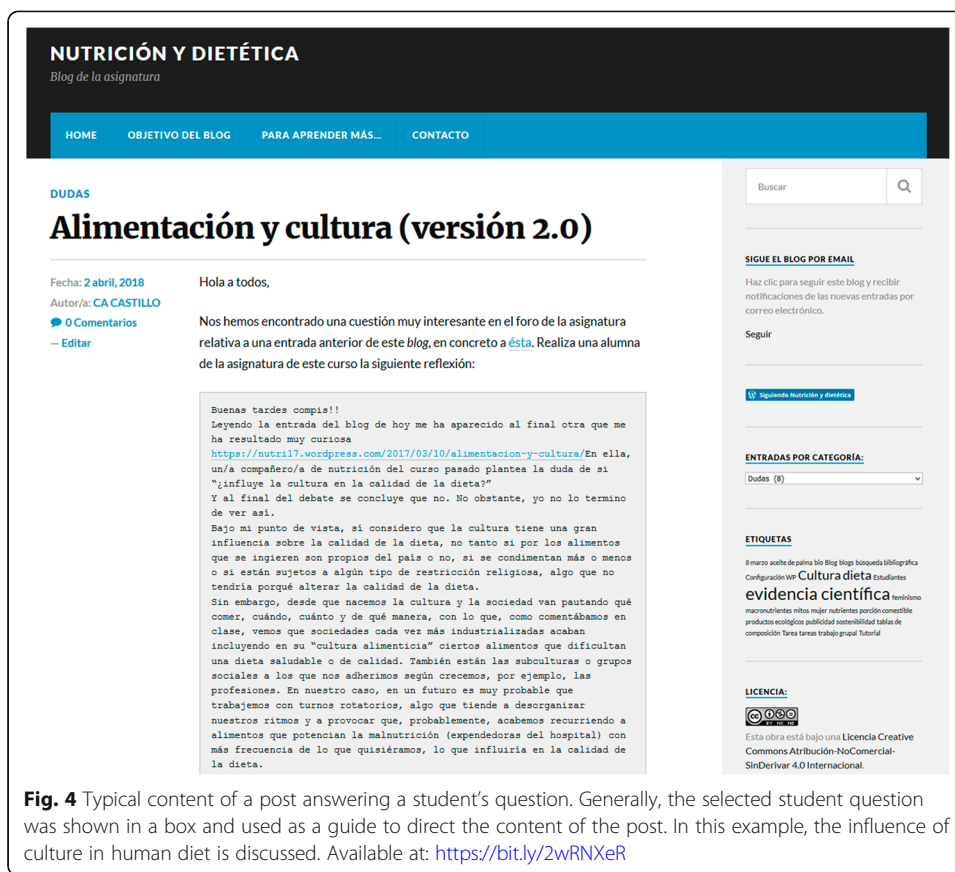 NUTRICIÓN Y DIETÉTICA
Blog de la asignatura
HOME OBJETIVO DEL BLOG PARA APRENDER MÁS... CONTACTO
DUDAS
Alimentación y cultura (versión 2.0)
Fecha: 2 abril, 2018
Autor/a: CA CASTILLO
0 Comentarios
— Editar
Hola a todos,
Nos hemos encontrado una cuestión muy interesante en el foro de la asignatura
relativa a una entrada anterior de este blog, en concreto a ésta. Realiza una alumna
de la asignatura de este curso la siguiente reflexión:
Buenas tardes compis!!
Leyendo la entrada del blog de hoy me ha aparecido al final otra que me
ha resultado muy curiosa
https://nutri17.wordpress.com/2017/03/10/alimentacion-y-cultura/En ella,
un/a compañero/a de nutrición del curso pasado plantea la duda de si
"¿influye la cultura en la calidad de la dieta?"
Y al final del debate se concluye que no. No obstante, yo no lo termino
de ver así.
Bajo mi punto de vista, sí considero que la cultura tiene una gran
influencia sobre la calidad de la dieta, no tanto si por los alimentos
que se ingieren son propios del país o no, si se condimentan más o menos
o si están sujetos a algún tipo de restricción religiosa, algo que no
tendría porqué alterar la calidad de la dieta.
Sin embargo, desde que nacemos la cultura y la sociedad van pautando qué
comer, cuándo, cuánto y de qué manera, con lo que, como comentábamos en
clase, vemos que sociedades cada vez más industrializadas acaban
incluyendo en su "cultura alimenticia" ciertos alimentos que dificultan
una dieta saludable o de calidad. También están las subculturas o grupos
sociales a los que nos adherimos según crecemos, por ejemplo, las
profesiones. En nuestro caso, en un futuro es muy probable que
trabajemos con turnos rotatorios, algo que tiende a desorganizar
nuestros ritmos y a provocar que, probablemente, acabemos recurriendo a
alimentos que potencian la malnutrición (expendedoras del hospital) con
más frecuencia de lo que quisiéramos, lo que influiría en la calidad de
la dieta.
Buscar
SIGUE EL BLOG POR EMAIL
Haz clic para seguir este blog y recibir
notificaciones de las nuevas entradas por
correo electrónico.
Seguir
Siguiendo Nutrición y dietética
ENTRADAS POR CATEGORÍA:
Dudas (8)
ETIQUETAS
8 marzo aceite de palma bio Blog blogs búsqueda bibliográfica
Configuración WP Cultura dieta Estudiantes
evidencia científica feminismo
macronutrientes mitos mujer nutrientes porción comestible
productos ecológicos publicidad sostenibilidad tablas de
composición Tarea tareas trabajo grupal Tutorial
LICENCIA:
cc BY NC ND
Esta obra está bajo una Licencia Creative
Commons Atribución-NoComercial-
SinDerivar 4.0 Internacional.
Fig. 4 Typical content of a post answering a student's question. Generally, the selected student question
was shown in a box and used as a guide to direct the content of the post. In this example, the influence of
culture in human diet is discussed. Available at: https://bit.ly/2wRNXeR